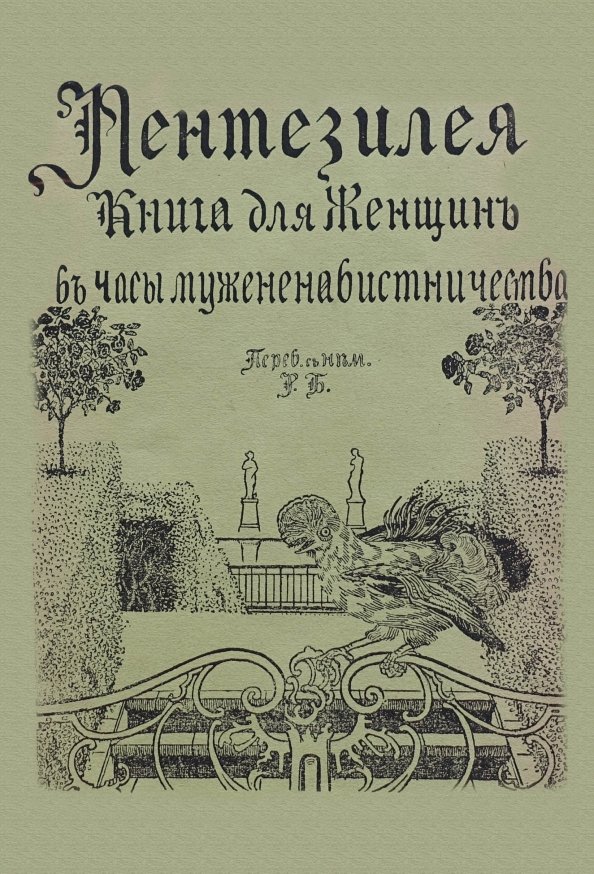 Пентезилея
Книга для Женщинъ
въ часы мужененавистничества
Перев. съ нѣм.
Р. Б.